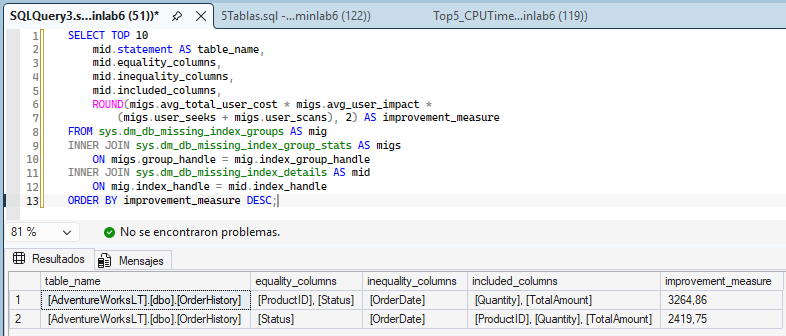 SQLQuery3.s...inlab6 (51))* 5Tablas.sql -...minlab6 (122)) Top5_CPUTime...inlab6 (119))
1 SELECT TOP 10
2 mid.statement AS table_name,
3 mid.equality_columns,
4 mid.inequality_columns,
5 mid.included_columns,
6 ROUND(migs.avg_total_user_cost * migs.avg_user_impact *
7 (migs.user_seeks + migs.user_scans), 2) AS improvement_measure
8 FROM sys.dm_db_missing_index_groups AS mig
9 INNER JOIN sys.dm_db_missing_index_group_stats AS migs
10 ON migs.group_handle = mig.index_group_handle
11 INNER JOIN sys.dm_db_missing_index_details AS mid
12 ON mig.index_handle = mid.index_handle
13 ORDER BY improvement_measure DESC;
81 % No se encontraron problemas.
Resultados Mensajes
table_name equality_columns inequality_columns included_columns improvement_measure
1 [AdventureWorksLT].[dbo].[OrderHistory] [ProductID], [Status] [OrderDate] [Quantity], [TotalAmount] 3264,86
2 [AdventureWorksLT].[dbo].[OrderHistory] [Status] [OrderDate] [ProductID], [Quantity], [TotalAmount] 2419,75